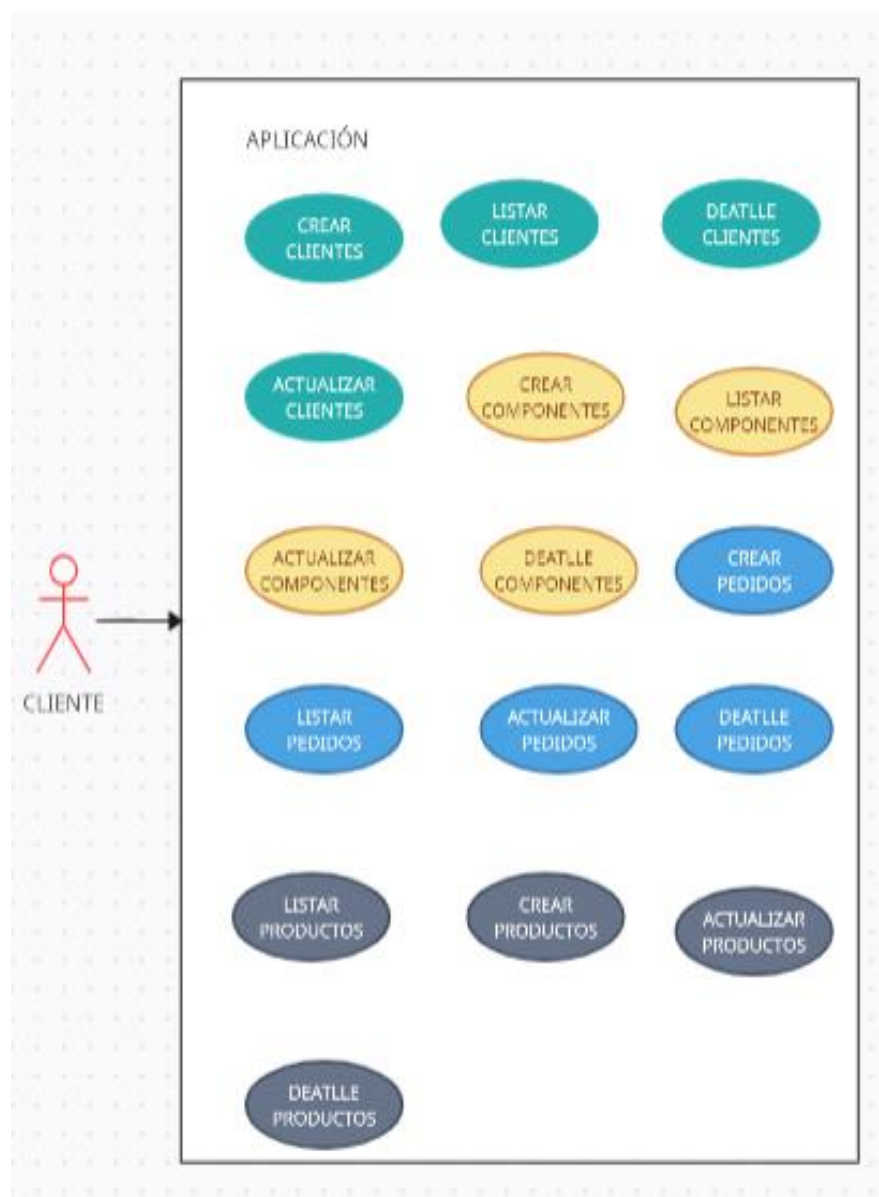 APLICACIÓN
CREAR
CLIENTES
LISTAR
CLIENTES
DEATLLE
CLIENTES
ACTUALIZAR
CLIENTES
CREAR
COMPONENTES
LISTAR
COMPONENTES
ACTUALIZAR
COMPONENTES
DEATLLE
COMPONENTES
CREAR
PEDIDOS
CLIENTE
LISTAR
PEDIDOS
ACTUALIZAR
PEDIDOS
DEATLLE
PEDIDOS
LISTAR
PRODUCTOS
CREAR
PRODUCTOS
ACTUALIZAR
PRODUCTOS
DEATLLE
PRODUCTOS